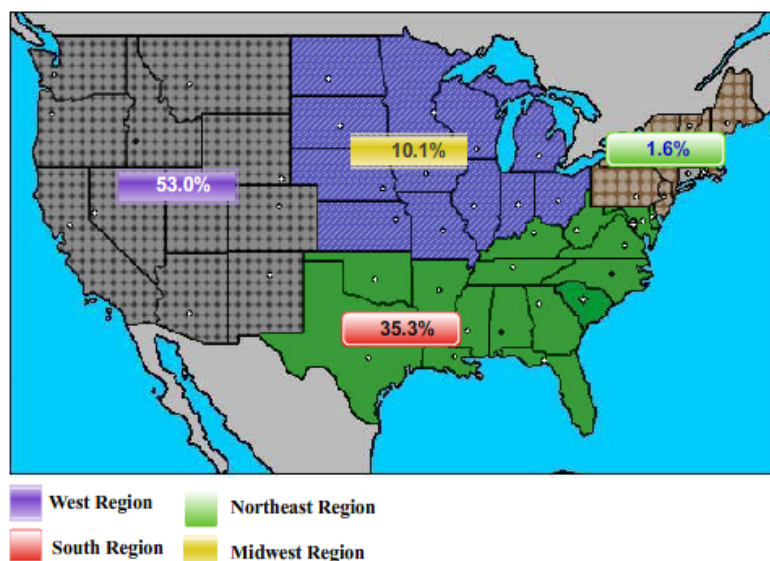 10.1%
1.6%
53.0%
35.3%
West Region
Northeast Region
South Region
Midwest Region